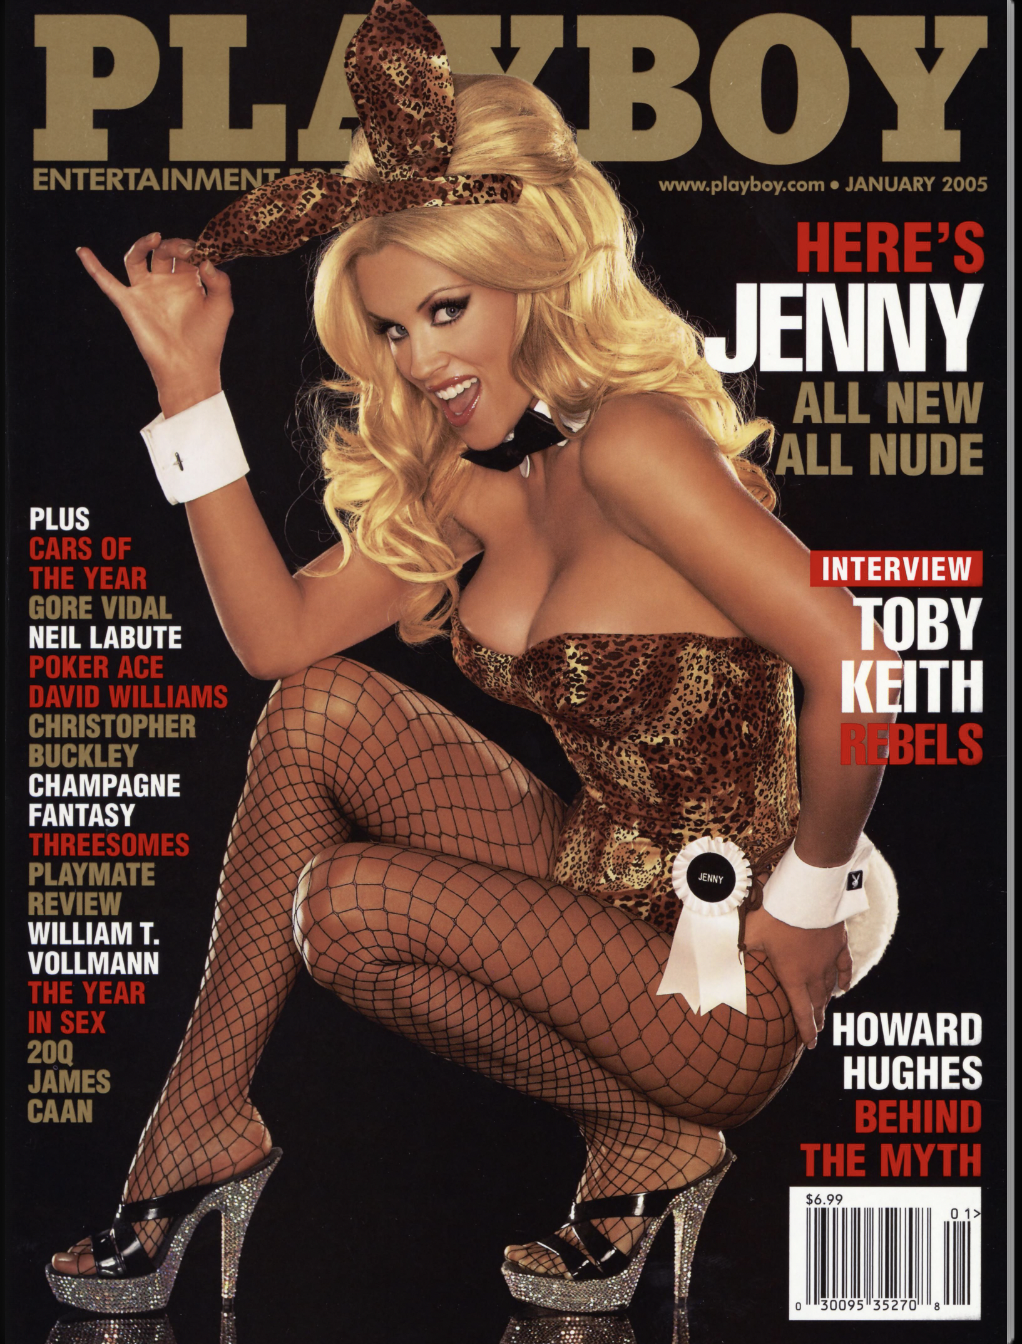 PLAYBOY
ENTERTAINMENT
www.playboy.com • JANUARY 2005
HERE'S
JENNY
ALL NEW
ALL NUDE
INTERVIEW
TOBY
KEITH
REBELS
PLUS
CARS OF
THE YEAR
GORE VIDAL
NEIL LABUTE
POKER ACE
DAVID WILLIAMS
CHRISTOPHER
BUCKLEY
CHAMPAGNE
FANTASY
THREESOMES
PLAYMATE
REVIEW
WILLIAM T.
VOLLMANN
THE YEAR
IN SEX
20Q
JAMES
CAAN
JENNY
HOWARD
HUGHES
BEHIND
THE MYTH
$6.99
01>
0 30095 35270 8